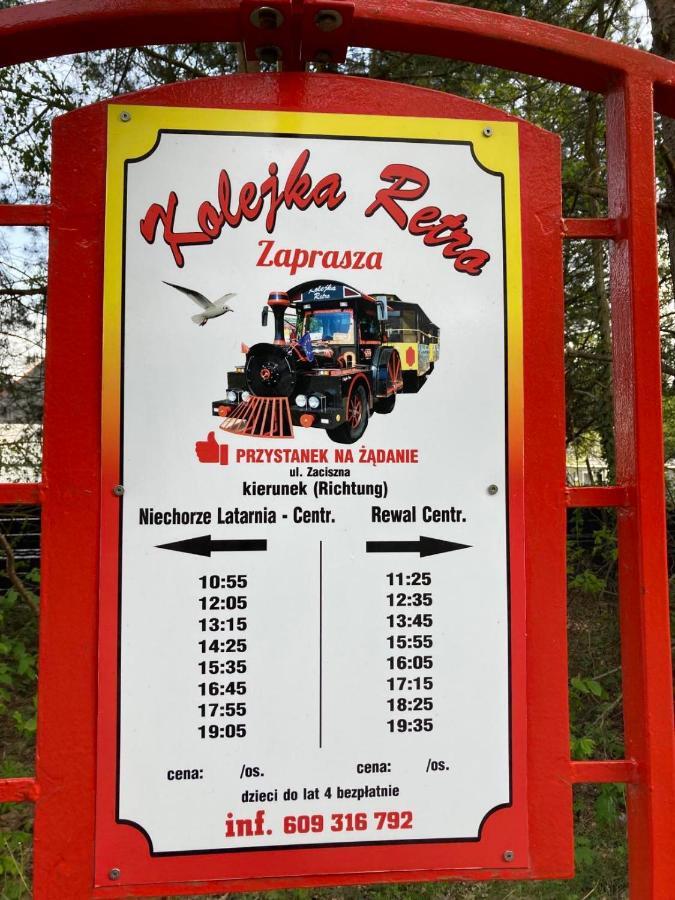 Kolejka Retro
Zaprasza
Kolejka
Retro
PRZYSTANEK NA ŻĄDANIE
ul. Zaciszna
kierunek (Richtung)
Niechorze Latarnia - Centr. Rewal Centr.
10:55 11:25
12:05 12:35
13:15 13:45
14:25 15:55
15:35 16:05
16:45 17:15
17:55 18:25
19:05 19:35
cena: /os. cena: /os.
dzieci do lat 4 bezpłatnie
inf. 609 316 792